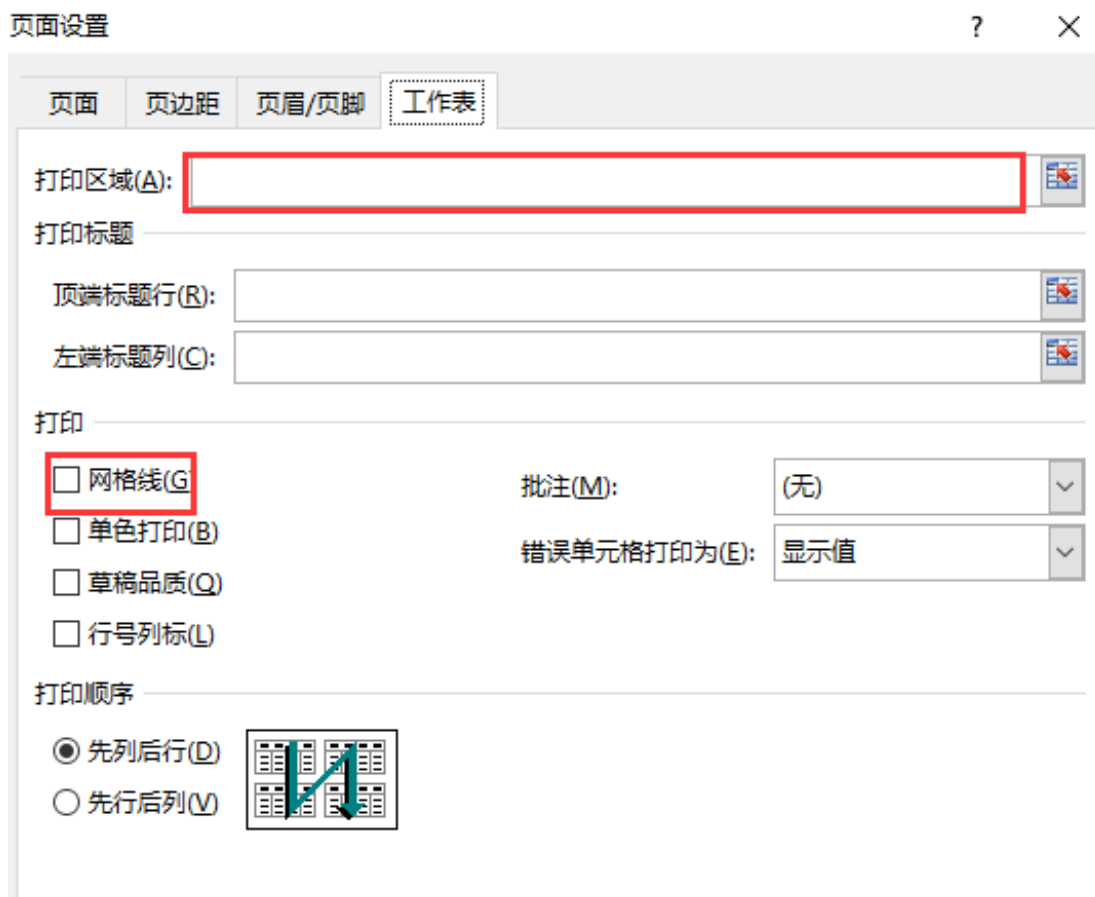 页面设置 ?
页面 页边距 页眉/页脚 工作表
打印区域(A):
打印标题
顶端标题行(R):
左端标题列(C):
打印
网格线(G
批注(M): (无)
单色打印(B)
错误单元格打印为(E): 显示值
草稿品质(Q)
行号列标(L)
打印顺序
先列后行(D)
先行后列(V)